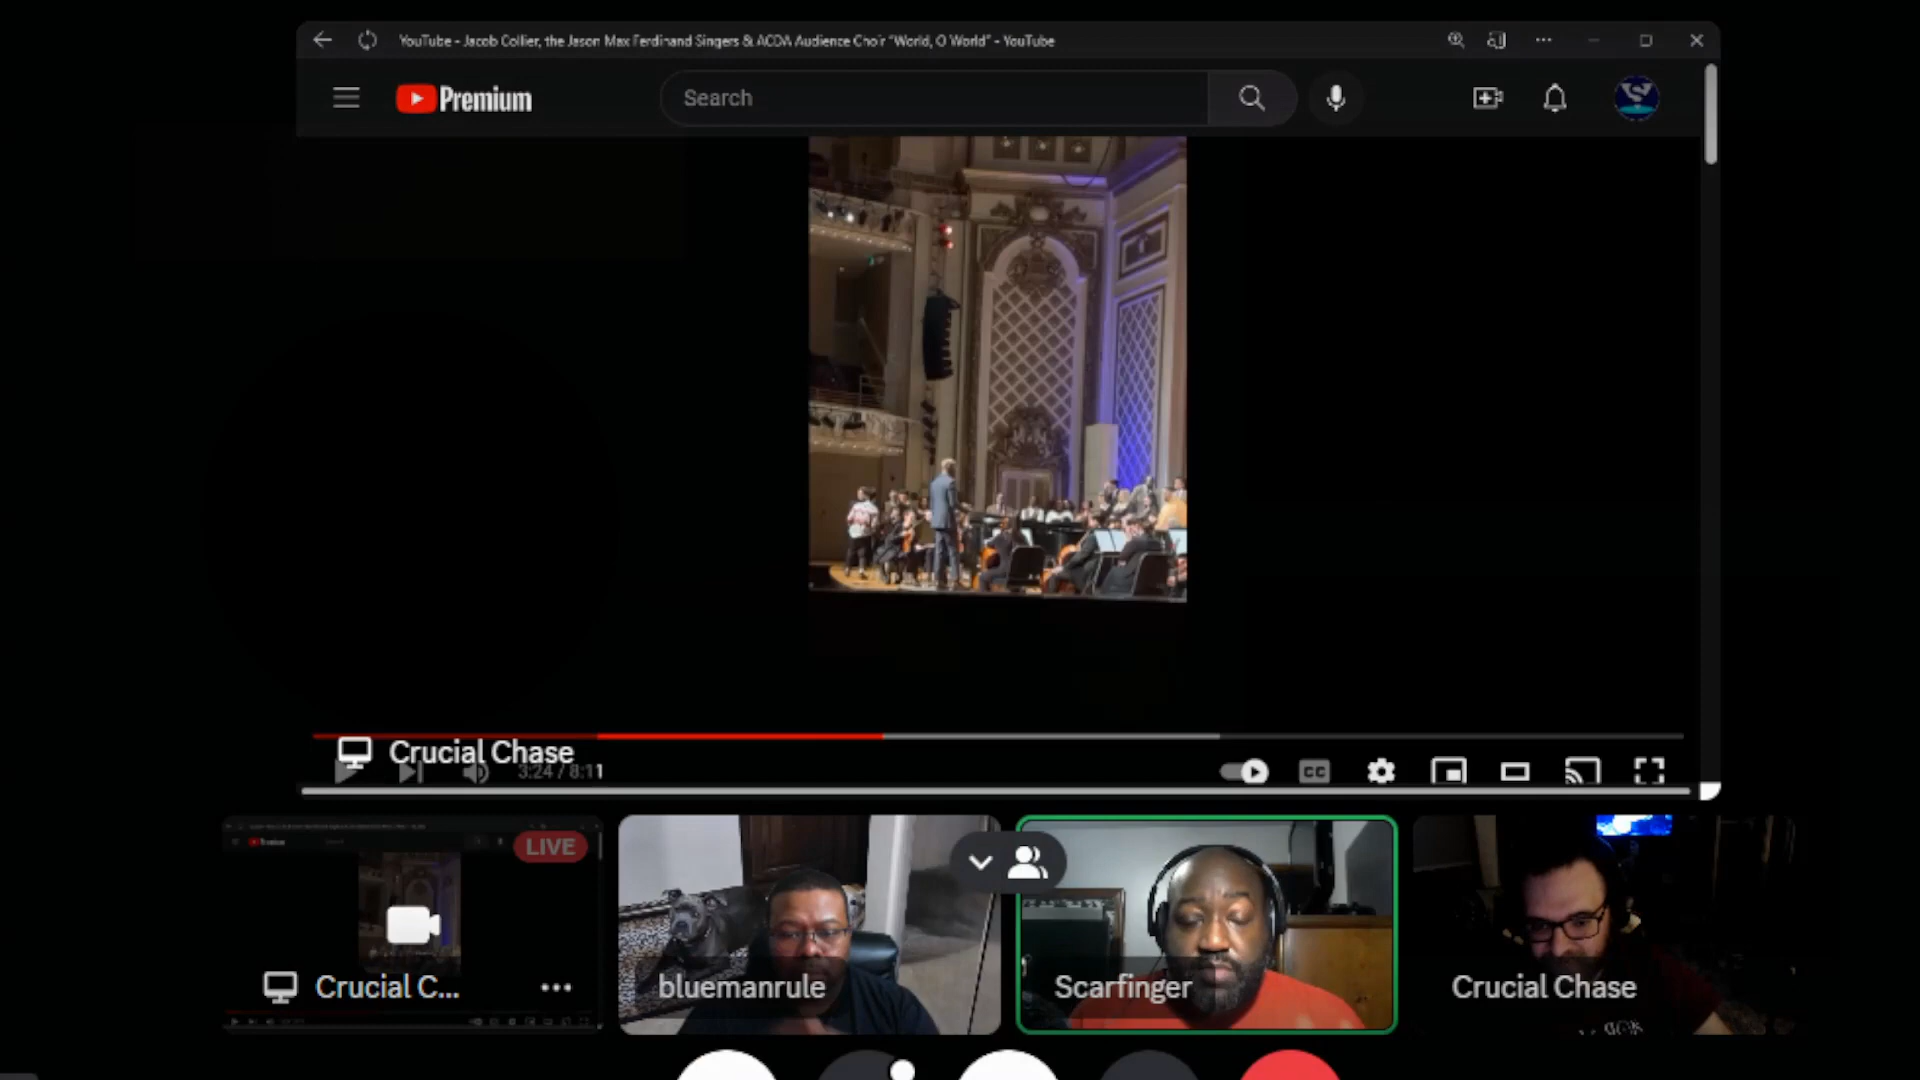 YouTube - Jacob Collier, the Jason Max Ferdinand Singers & ACDA Audience Choir "World, O World" - YouTube
Premium
Search
Crucial Chase
3:24 / 8:11
CC
LIVE
Crucial C...
bluemanrule
Scarfinger
Crucial Chase